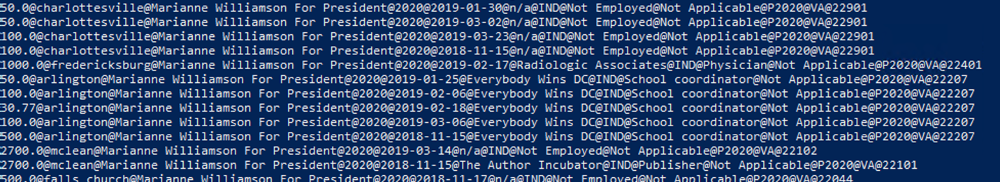 50.0@charlottesville@Marianne Williamson For President@2020@2019-01-30@n/a@IND@Not Employed@Not Applicable@P2020@VA@22901
50.0@charlottesville@Marianne Williamson For President@2020@2019-03-02@n/a@IND@Not Employed@Not Applicable@P2020@VA@22901
100.0@charlottesville@Marianne Williamson For President@2020@2019-03-23@n/a@IND@Not Employed@Not Applicable@P2020@VA@22901
100.0@charlottesville@Marianne Williamson For President@2020@2018-11-15@n/a@IND@Not Employed@Not Applicable@P2020@VA@22901
1000.0@fredericksburg@Marianne Williamson For President@2020@2019-02-17@Radiologic Associates@IND@Physician@Not Applicable@P2020@VA@22401
50.0@arlington@Marianne Williamson For President@2020@2019-01-25@Everybody Wins DC@IND@School coordinator@Not Applicable@P2020@VA@22207
100.0@arlington@Marianne Williamson For President@2020@2019-02-06@Everybody Wins DC@IND@School coordinator@Not Applicable@P2020@VA@22207
30.77@arlington@Marianne Williamson For President@2020@2019-02-18@Everybody Wins DC@IND@School coordinator@Not Applicable@P2020@VA@22207
100.0@arlington@Marianne Williamson For President@2020@2019-03-06@Everybody Wins DC@IND@School coordinator@Not Applicable@P2020@VA@22207
500.0@arlington@Marianne Williamson For President@2020@2018-11-15@Everybody Wins DC@IND@School coordinator@Not Applicable@P2020@VA@22207
2700.0@mclean@Marianne Williamson For President@2020@2019-03-14@n/a@IND@Not Employed@Not Applicable@P2020@VA@22102
2700.0@mclean@Marianne Williamson For President@2020@2018-11-15@The Author Incubator@IND@Publisher@Not Applicable@P2020@VA@22101
500.0@falls church@Marianne Williamson For President@2020@2018-11-17@n/a@IND@Not Employed@Not Applicable@P2020@VA@22044